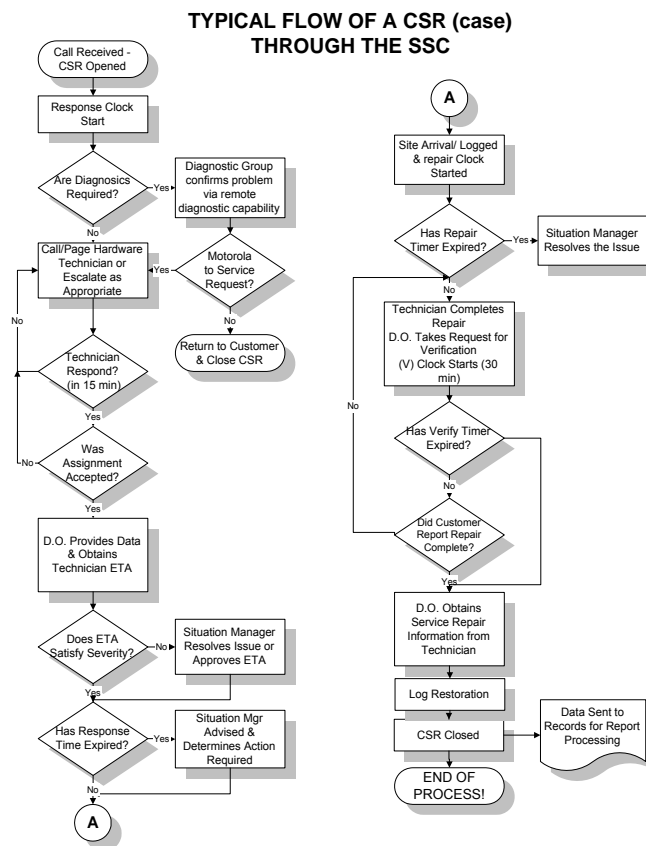 TYPICAL FLOW OF A CSR (case)
THROUGH THE SSC
Call Received -
CSR Opened
Response Clock
Start
Are Diagnosics
Required?
Yes
Diagnostic Group
confirms problem
via remote
diagnostic capability
No
Call/Page Hardware
Technician or
Escalate as
Appropriate
Yes
Motorola
to Service
Request?
No
Return to Customer
& Close CSR
No
Technician
Respond?
(in 15 min)
Yes
No
Was
Assignment
Accepted?
Yes
D.O. Provides Data
& Obtains
Technician ETA
Does ETA
Satisfy Severity?
No
Situation Manager
Resolves Issue or
Approves ETA
Yes
Has Response
Time Expired?
Yes
Situation Mgr
Advised &
Determines Action
Required
No
A
A
Site Arrival/ Logged
& repair Clock
Started
Has Repair
Timer Expired?
Yes
Situation Manager
Resolves the Issue
No
Technician Completes
Repair
D.O. Takes Request for
Verification
(V) Clock Starts (30
min)
No
Has Verify Timer
Expired?
No
Did Customer
Report Repair
Complete?
Yes
D.O. Obtains
Service Repair
Information from
Technician
Log Restoration
CSR Closed
Data Sent to
Records for Report
Processing
END OF
PROCESS!